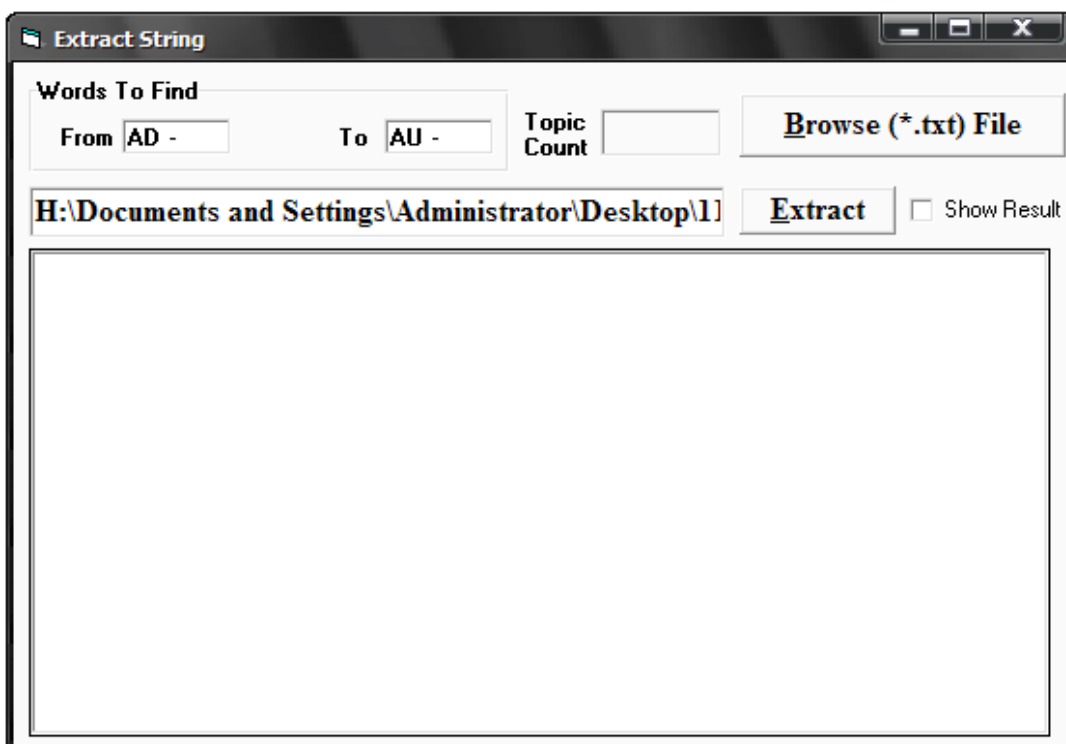 Extract String
Words To Find
From AD - To AU -
Topic Count
Browse (*.txt) File
H:\Documents and Settings\Administrator\Desktop\11
Extract
Show Result